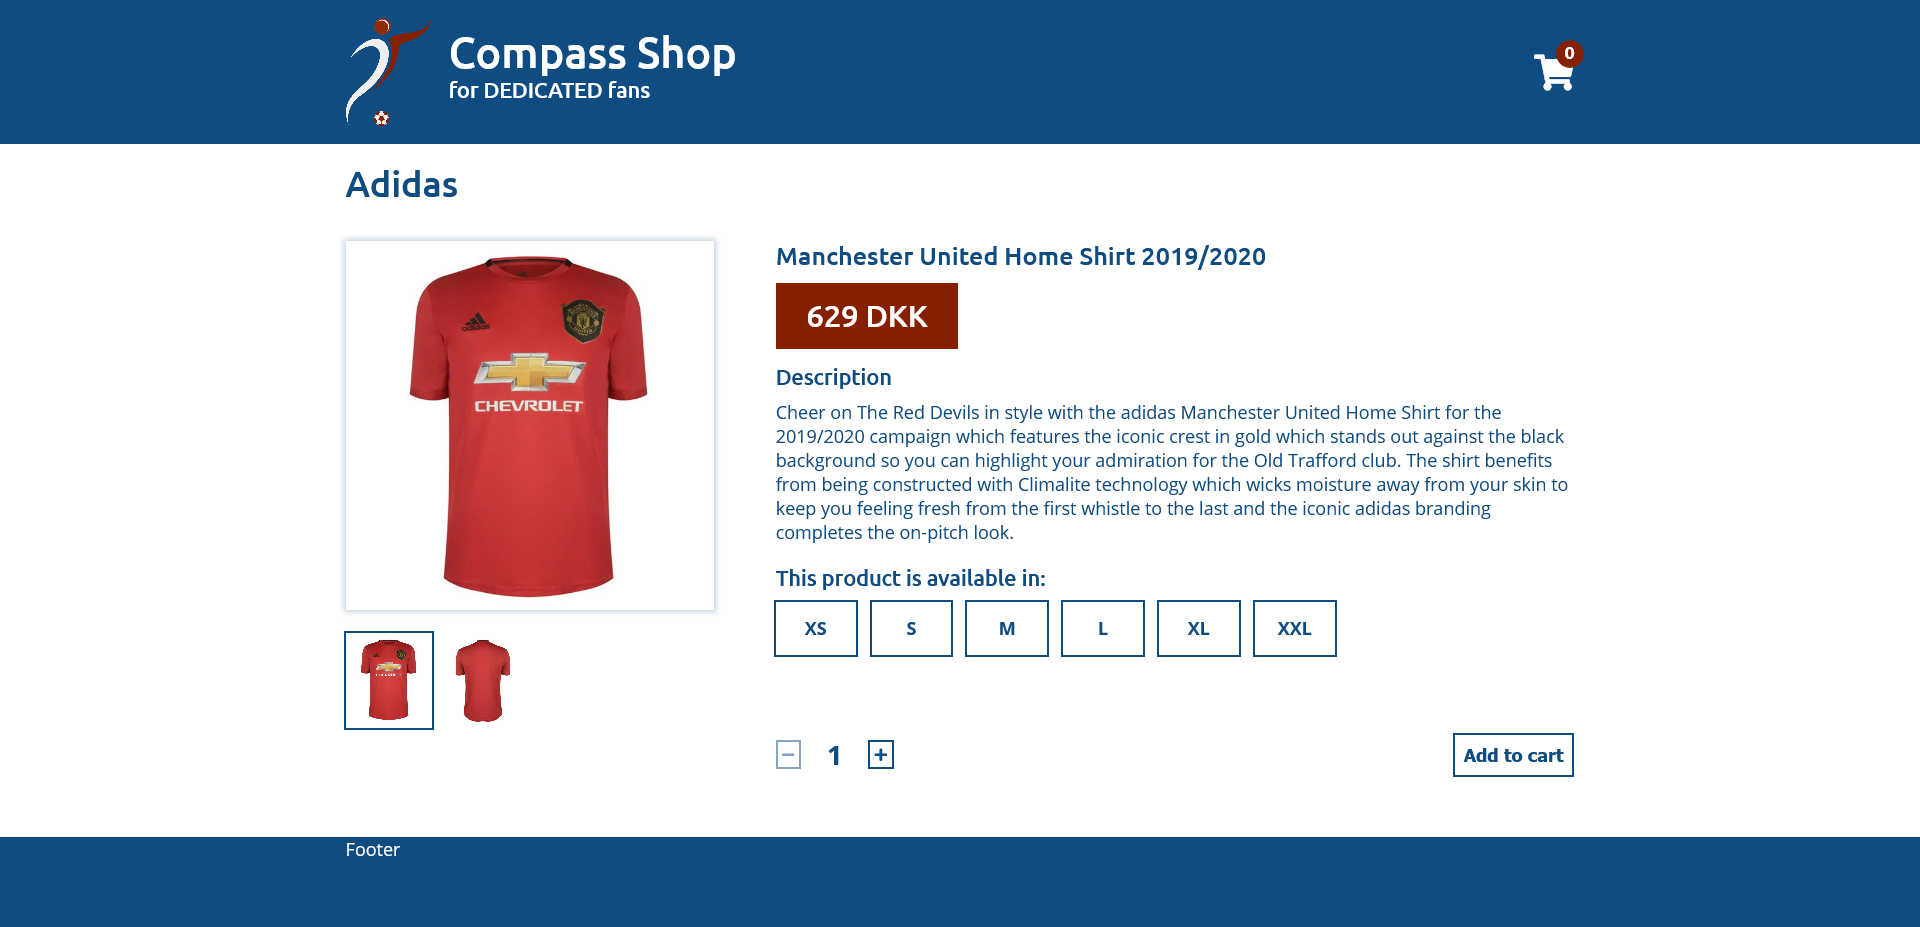 Compass Shop
for DEDICATED fans
0
Adidas
adidas
CHEVROLET
Manchester United Home Shirt 2019/2020
629 DKK
Description
Cheer on The Red Devils in style with the adidas Manchester United Home Shirt for the
2019/2020 campaign which features the iconic crest in gold which stands out against the black
background so you can highlight your admiration for the Old Trafford club. The shirt benefits
from being constructed with Climalite technology which wicks moisture away from your skin to
keep you feeling fresh from the first whistle to the last and the iconic adidas branding
completes the on-pitch look.
This product is available in:
XS S M L XL XXL
− 1 +
Add to cart
Footer